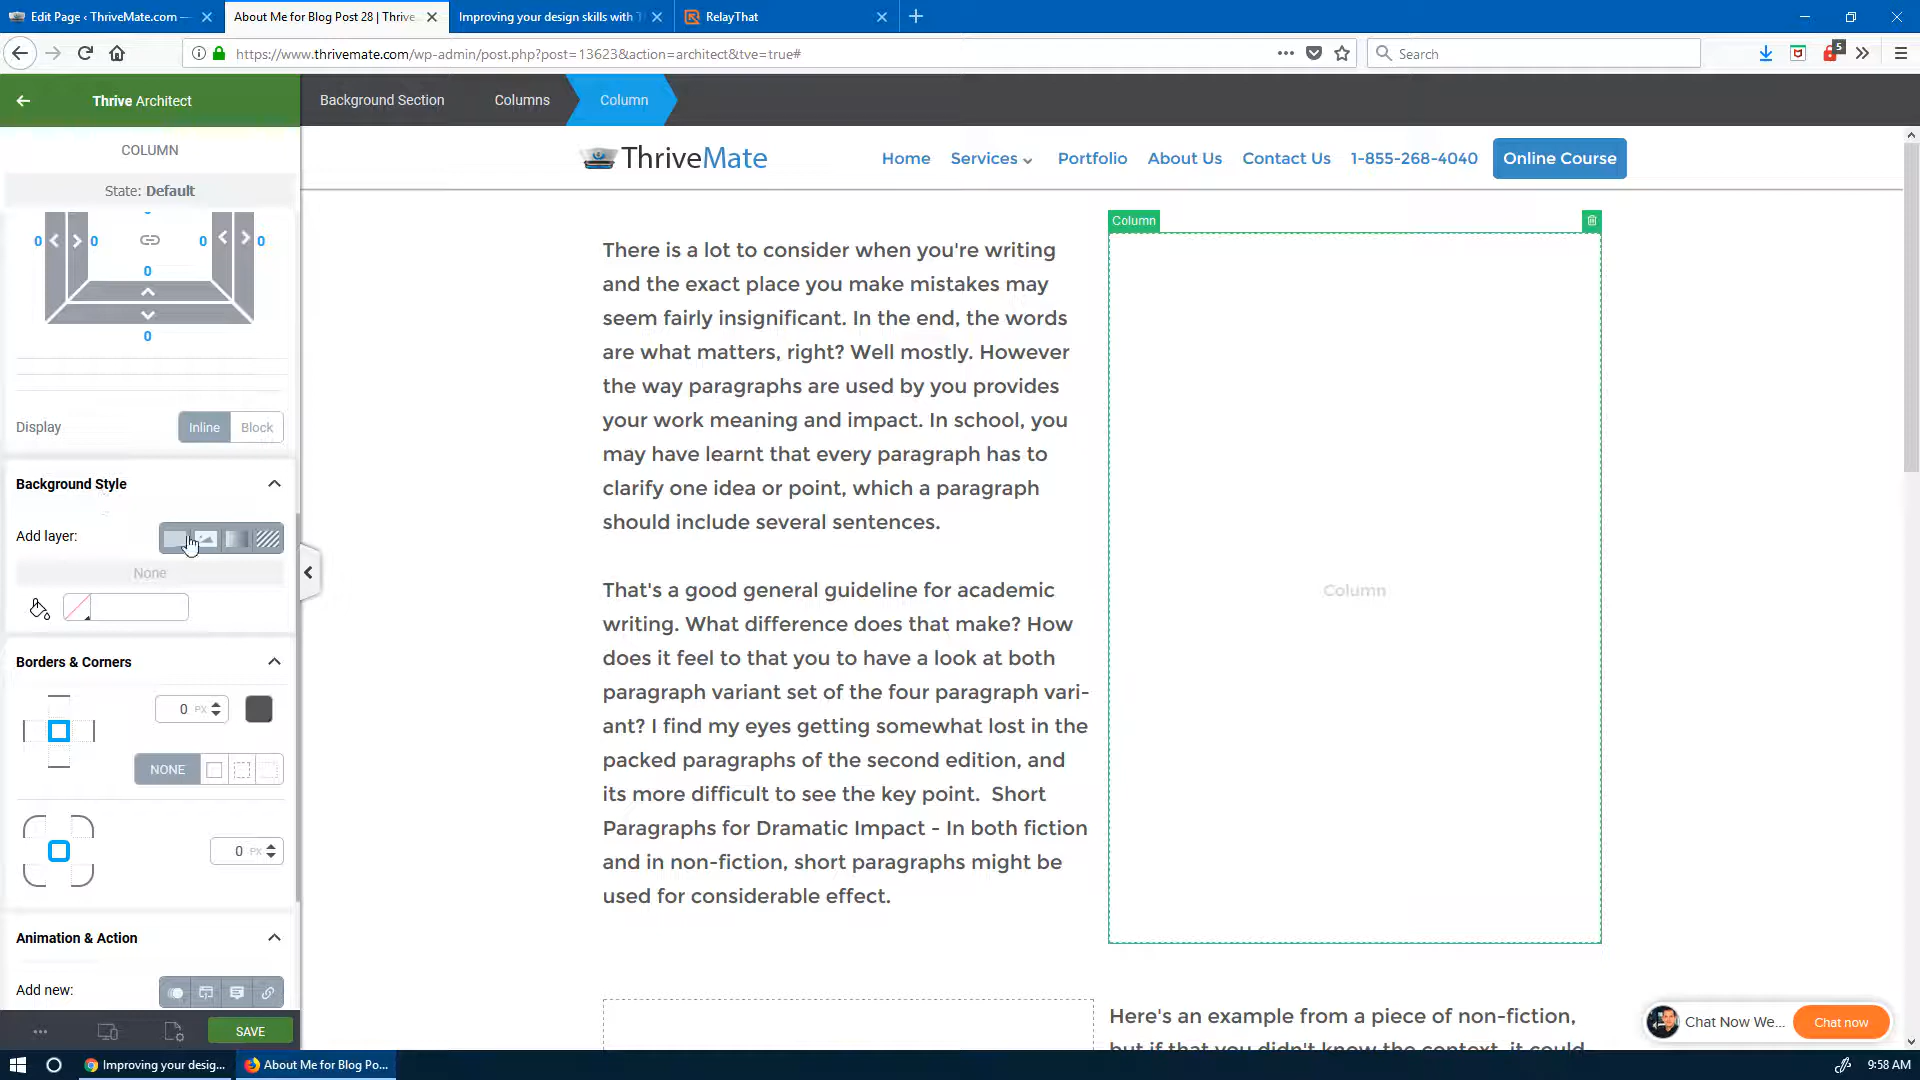 Edit Page ‹ ThriveMate.com —
About Me for Blog Post 28 | Thrive
Improving your design skills with T
RelayThat
https://www.thrivemate.com/wp-admin/post.php?post=13623&action=architect&tve=true#
Search
5
Thrive Architect
Background Section
Columns
Column
COLUMN
State: Default
ThriveMate
Home
Services
Portfolio
About Us
Contact Us
1-855-268-4040
Online Course
Column
0
0
0
0
0
0
Display
Inline
Block
Background Style
Add layer:
None
Borders & Corners
0 PX
NONE
0 PX
Animation & Action
Add new:
SAVE
There is a lot to consider when you're writing
and the exact place you make mistakes may
seem fairly insignificant. In the end, the words
are what matters, right? Well mostly. However
the way paragraphs are used by you provides
your work meaning and impact. In school, you
may have learnt that every paragraph has to
clarify one idea or point, which a paragraph
should include several sentences.
That's a good general guideline for academic
writing. What difference does that make? How
does it feel to that you to have a look at both
paragraph variant set of the four paragraph vari-
ant? I find my eyes getting somewhat lost in the
packed paragraphs of the second edition, and
its more difficult to see the key point. Short
Paragraphs for Dramatic Impact - In both fiction
and in non-fiction, short paragraphs might be
used for considerable effect.
Column
Here's an example from a piece of non-fiction,
but if that you didn't know the context, it could
Chat Now We...
Chat now
Improving your desig...
About Me for Blog Po...
9:58 AM